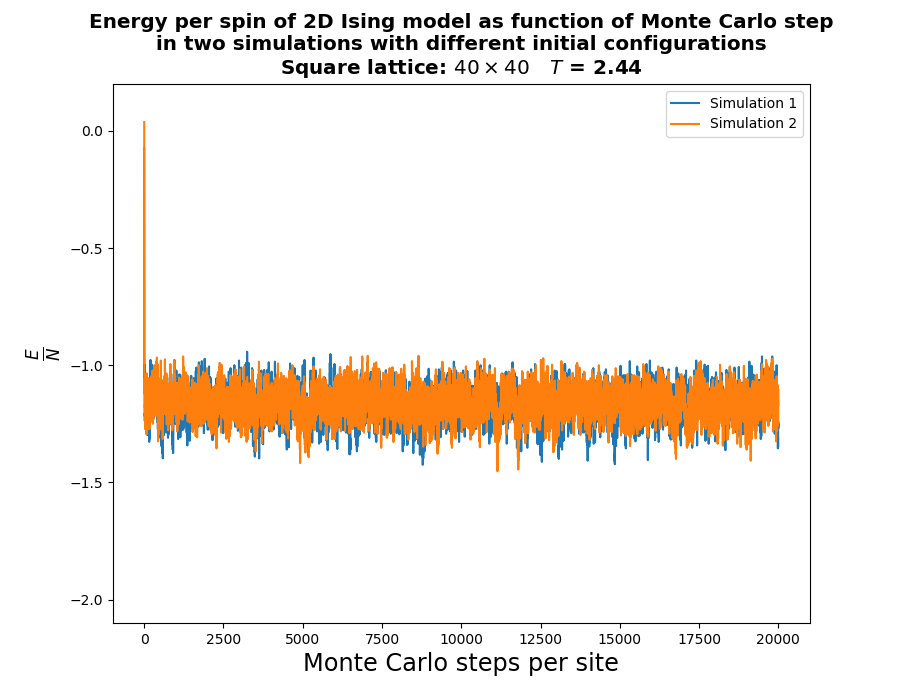 Energy per spin of 2D Ising model as function of Monte Carlo step
in two simulations with different initial configurations
Square lattice: 40 × 40 T = 2.44
Simulation 1
Simulation 2
0.0
−0.5
−1.0
−1.5
−2.0
E
N
0 2500 5000 7500 10000 12500 15000 17500 20000
Monte Carlo steps per site